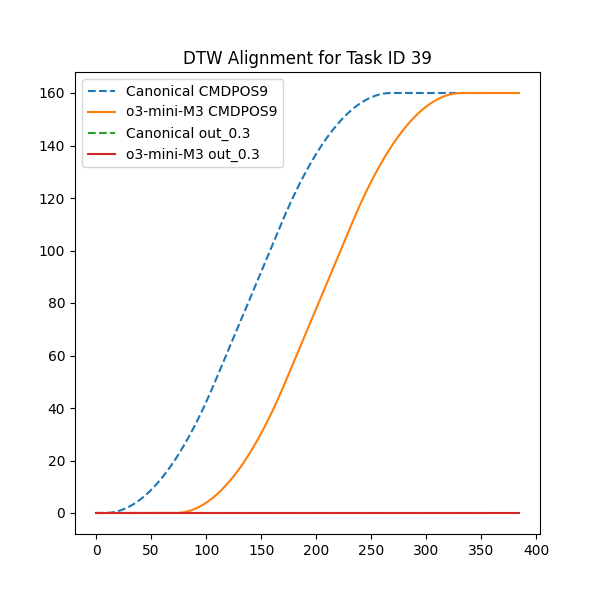 DTW Alignment for Task ID 39
Canonical CMDPOS9
o3-mini-M3 CMDPOS9
Canonical out_0.3
o3-mini-M3 out_0.3
160
140
120
100
80
60
40
20
0
0 50 100 150 200 250 300 350 400